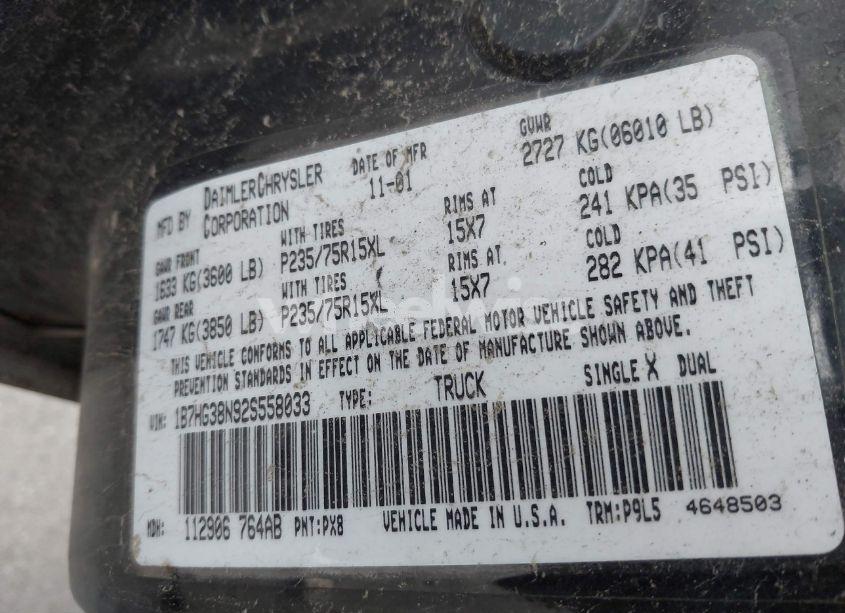 MFD BY DAIMLERCHRYSLER CORPORATION DATE OF MFR 11-01 GVWR 2727 KG(06010 LB)
GAWR FRONT WITH TIRES RIMS AT COLD
1633 KG(3600 LB) P235/75R15XL 15X7 241 KPA(35 PSI)
GAWR REAR WITH TIRES RIMS AT. COLD
1747 KG(3850 LB) P235/75R15XL 15X7 282 KPA(41 PSI)
THIS VEHICLE CONFORMS TO ALL APPLICABLE FEDERAL MOTOR VEHICLE SAFETY AND THEFT
PREVENTION STANDARDS IN EFFECT ON THE DATE OF MANUFACTURE SHOWN ABOVE.
VIN: 1B7HG38N92S558033 TYPE: TRUCK SINGLE X DUAL
MDH: 112906 764AB PNT:PX8 VEHICLE MADE IN U.S.A. TRM:P9L5 4648503